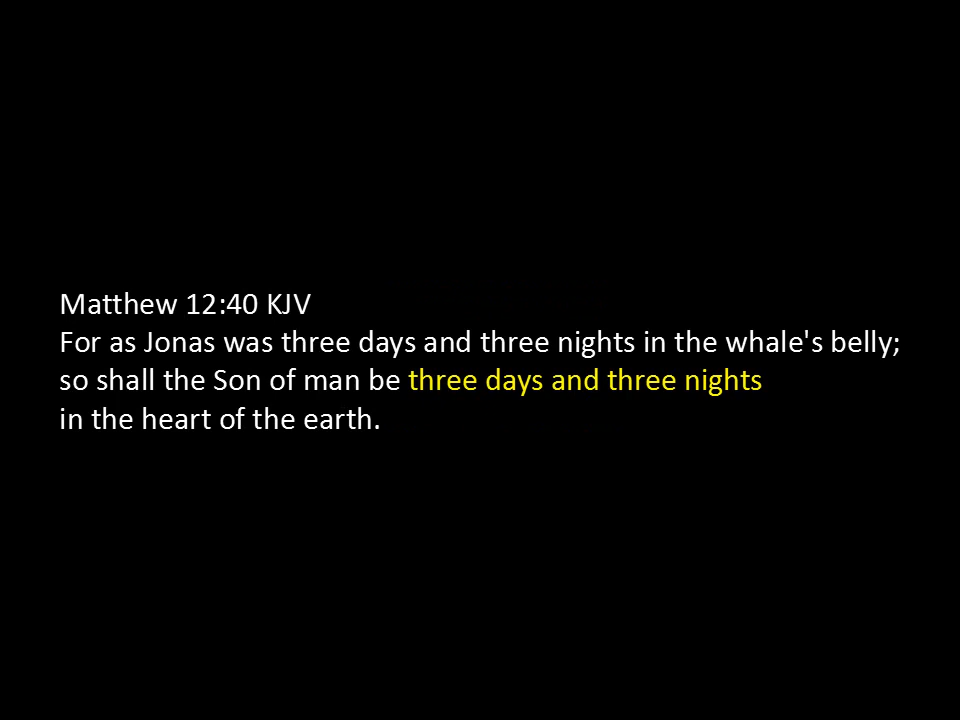 Matthew 12:40 KJV
For as Jonas was three days and three nights in the whale's belly;
so shall the Son of man be three days and three nights
in the heart of the earth.